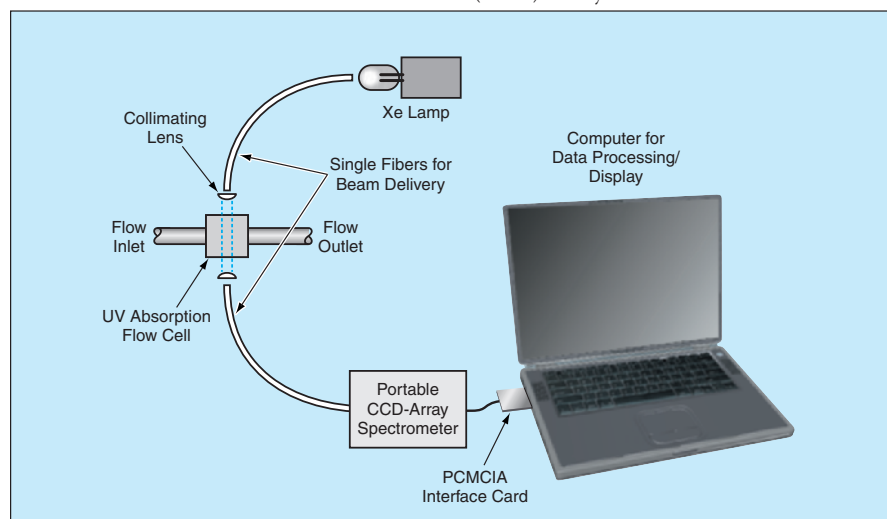 Xe Lamp
Collimating
Lens
Single Fibers for
Beam Delivery
Computer for
Data Processing/
Display
Flow
Inlet
Flow
Outlet
UV Absorption
Flow Cell
Portable
CCD-Array
Spectrometer
PCMCIA
Interface Card